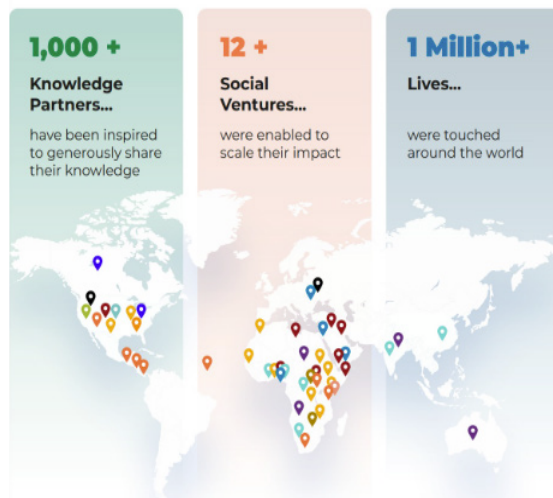 1,000 +
Knowledge
Partners...
have been inspired
to generously share
their knowledge
12 +
Social
Ventures...
were enabled to
scale their impact
1 Million+
Lives...
were touched
around the world